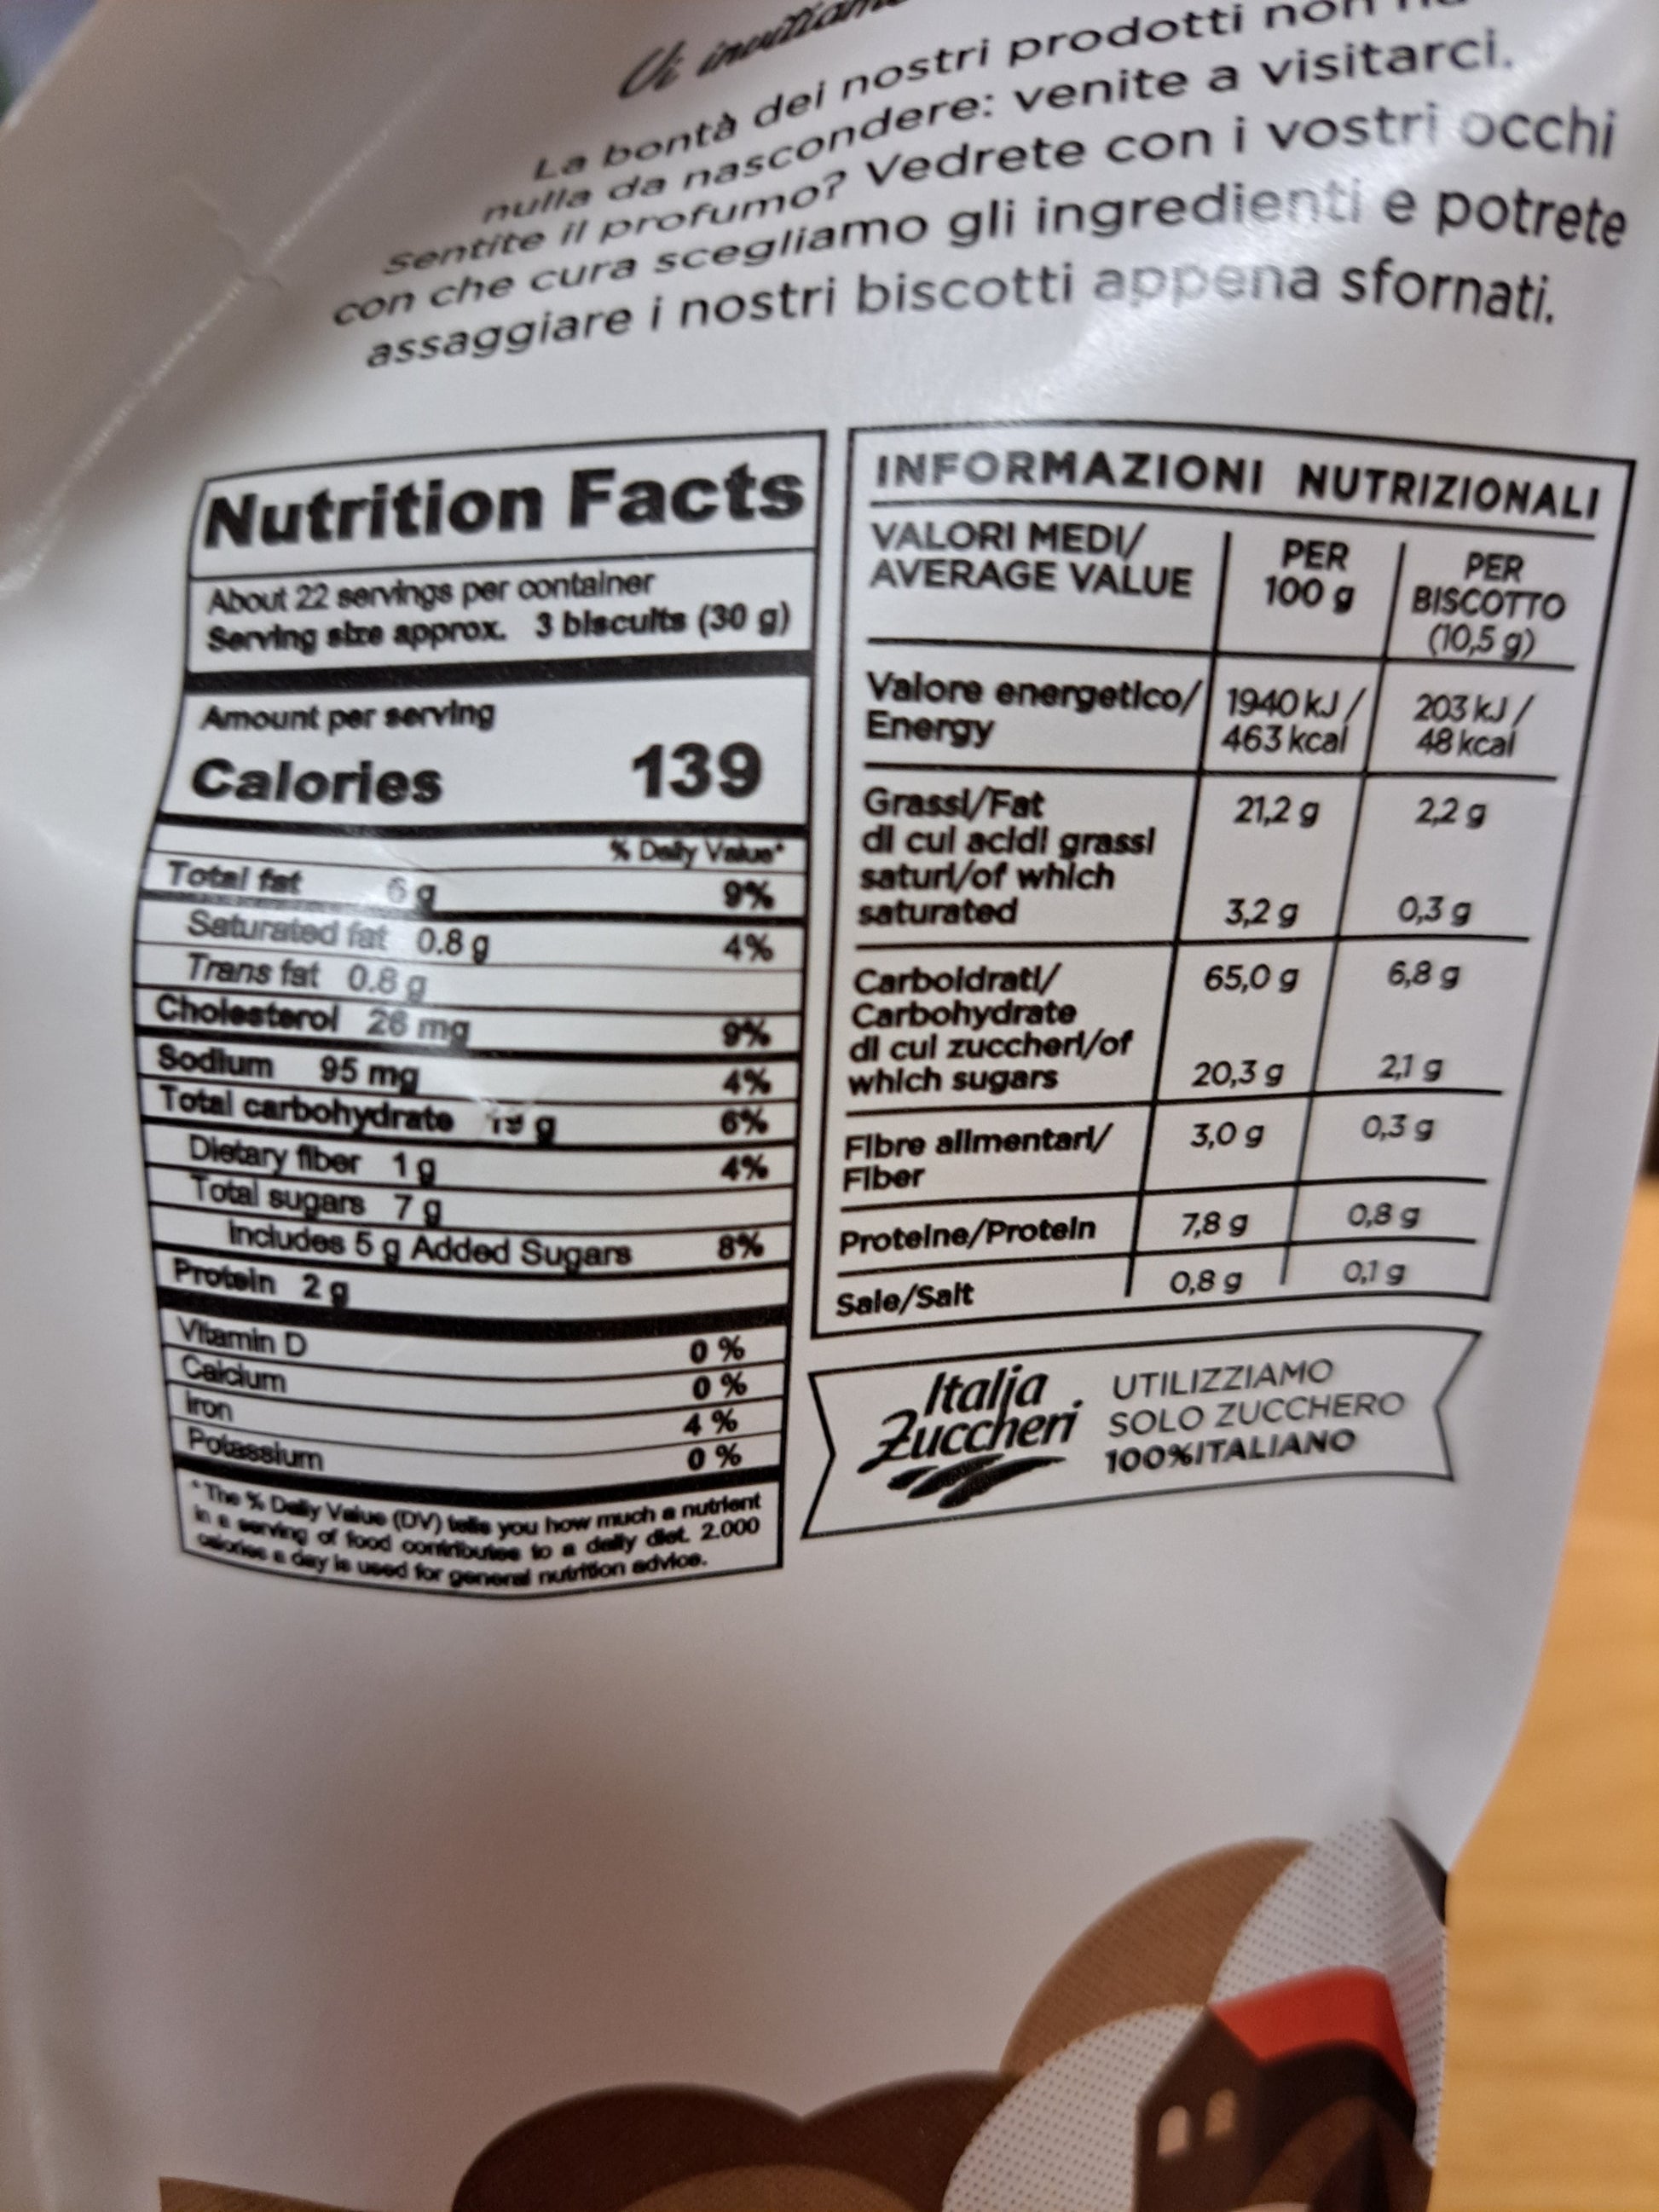 Vi invitiam
La bontà dei nostri prodotti non
nulla da nascondere: venite a visitarci.
Sentite il profumo? Vedrete con i vostri occhi
con che cura scegliamo gli ingredienti e potrete
assaggiare i nostri biscotti appena sfornati.
Nutrition Facts
About 22 servings per container
Serving size approx. 3 biscuits (30 g)
Amount per serving
Calories 139
% Daily Value*
Total fat 6 g 9%
Saturated fat 0.8 g 4%
Trans fat 0.8 g
Cholesterol 26 mg 9%
Sodium 95 mg 4%
Total carbohydrate 19 g 6%
Dietary fiber 1 g 4%
Total sugars 7 g
Includes 5 g Added Sugars 8%
Protein 2 g
Vitamin D 0 %
Calcium 0 %
Iron 4 %
Potassium 0 %
* The % Daily Value (DV) tells you how much a nutrient
in a serving of food contributes to a daily diet. 2.000
calories a day is used for general nutrition advice.
INFORMAZIONI NUTRIZIONALI
VALORI MEDI/ PER PER
AVERAGE VALUE 100 g BISCOTTO
(10,5 g)
Valore energetico/ 1940 kJ / 203 kJ /
Energy 463 kcal 48 kcal
Grassi/Fat 21,2 g 2,2 g
di cui acidi grassi
saturi/of which
saturated 3,2 g 0,3 g
Carboidrati/ 65,0 g 6,8 g
Carbohydrate
di cui zuccheri/of
which sugars 20,3 g 2,1 g
Fibre alimentari/ 3,0 g 0,3 g
Fiber
Proteine/Protein 7,8 g 0,8 g
Sale/Salt 0,8 g 0,1 g
Italia
Zuccheri
UTILIZZIAMO
SOLO ZUCCHERO
100%ITALIANO